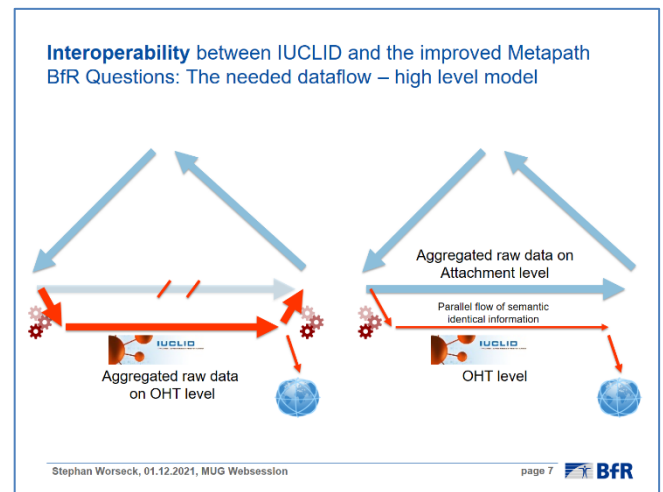 Interoperability between IUCLID and the improved Metapath
BfR Questions: The needed dataflow – high level model
Aggregated raw data on
Attachment level
Parallel flow of semantic
identical information
IUCLID
Aggregated raw data
on OHT level
IUCLID
OHT level
Stephan Worseck, 01.12.2021, MUG Websession
page 7
BfR